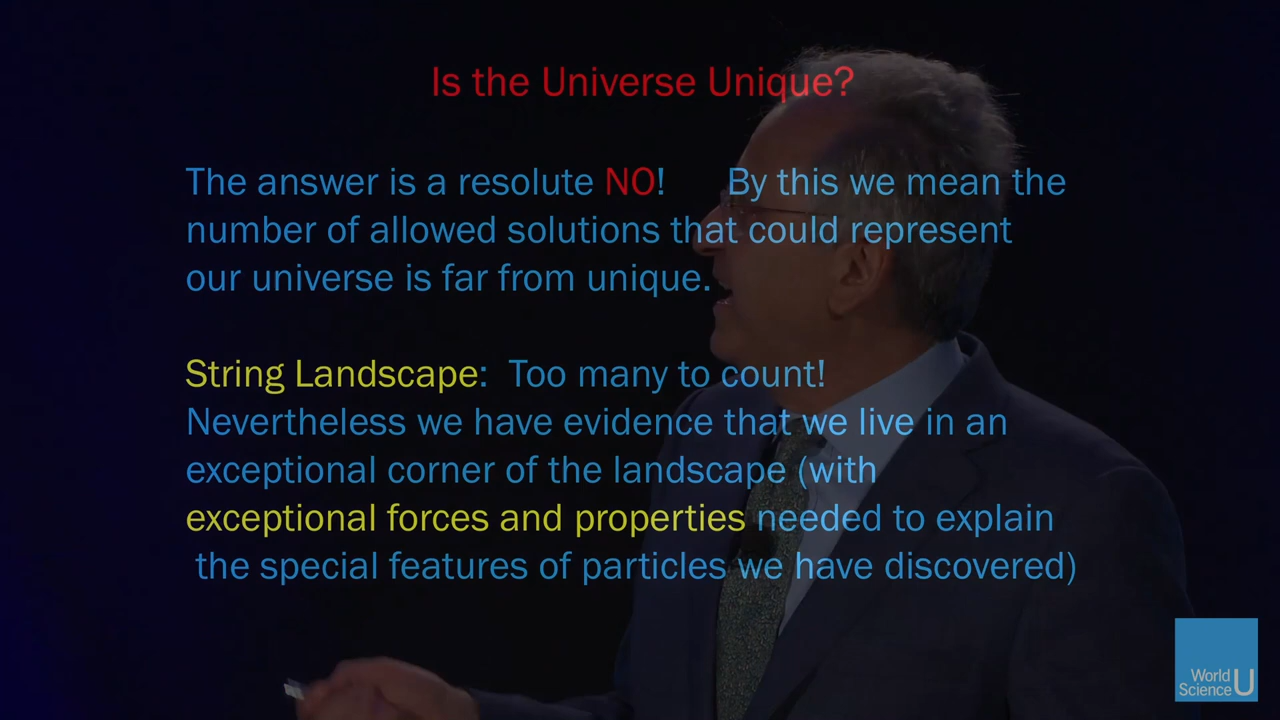 Is the Universe Unique?
The answer is a resolute NO! By this we mean the
number of allowed solutions that could represent
our universe is far from unique.
String Landscape: Too many to count!
Nevertheless we have evidence that we live in an
exceptional corner of the landscape (with
exceptional forces and properties needed to explain
the special features of particles we have discovered)
World
Science U